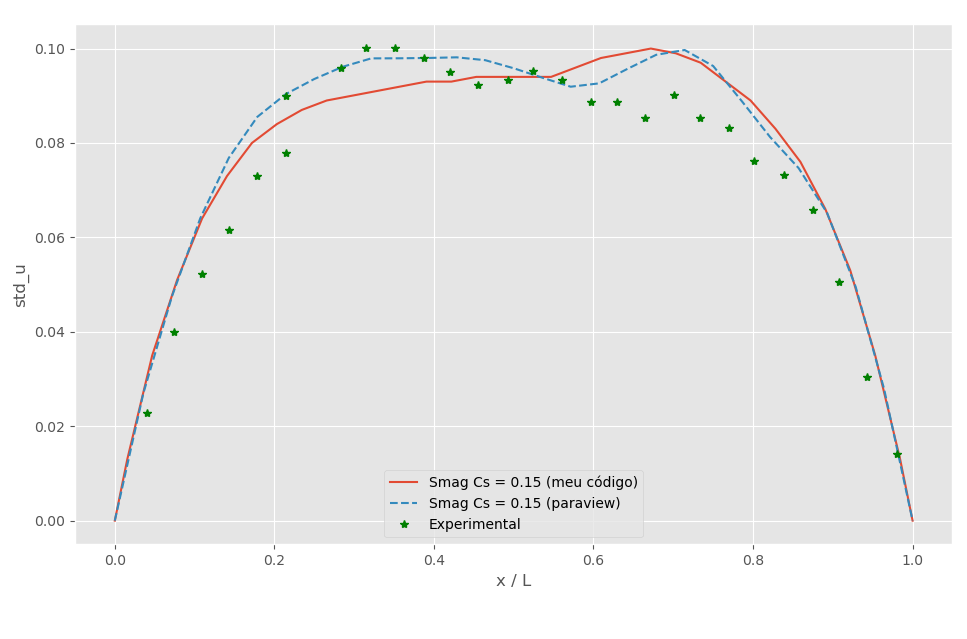 0.10
0.08
0.06
0.04
0.02
0.00
std_u
Smag Cs = 0.15 (meu código)
Smag Cs = 0.15 (paraview)
Experimental
0.0 0.2 0.4 0.6 0.8 1.0
x / L